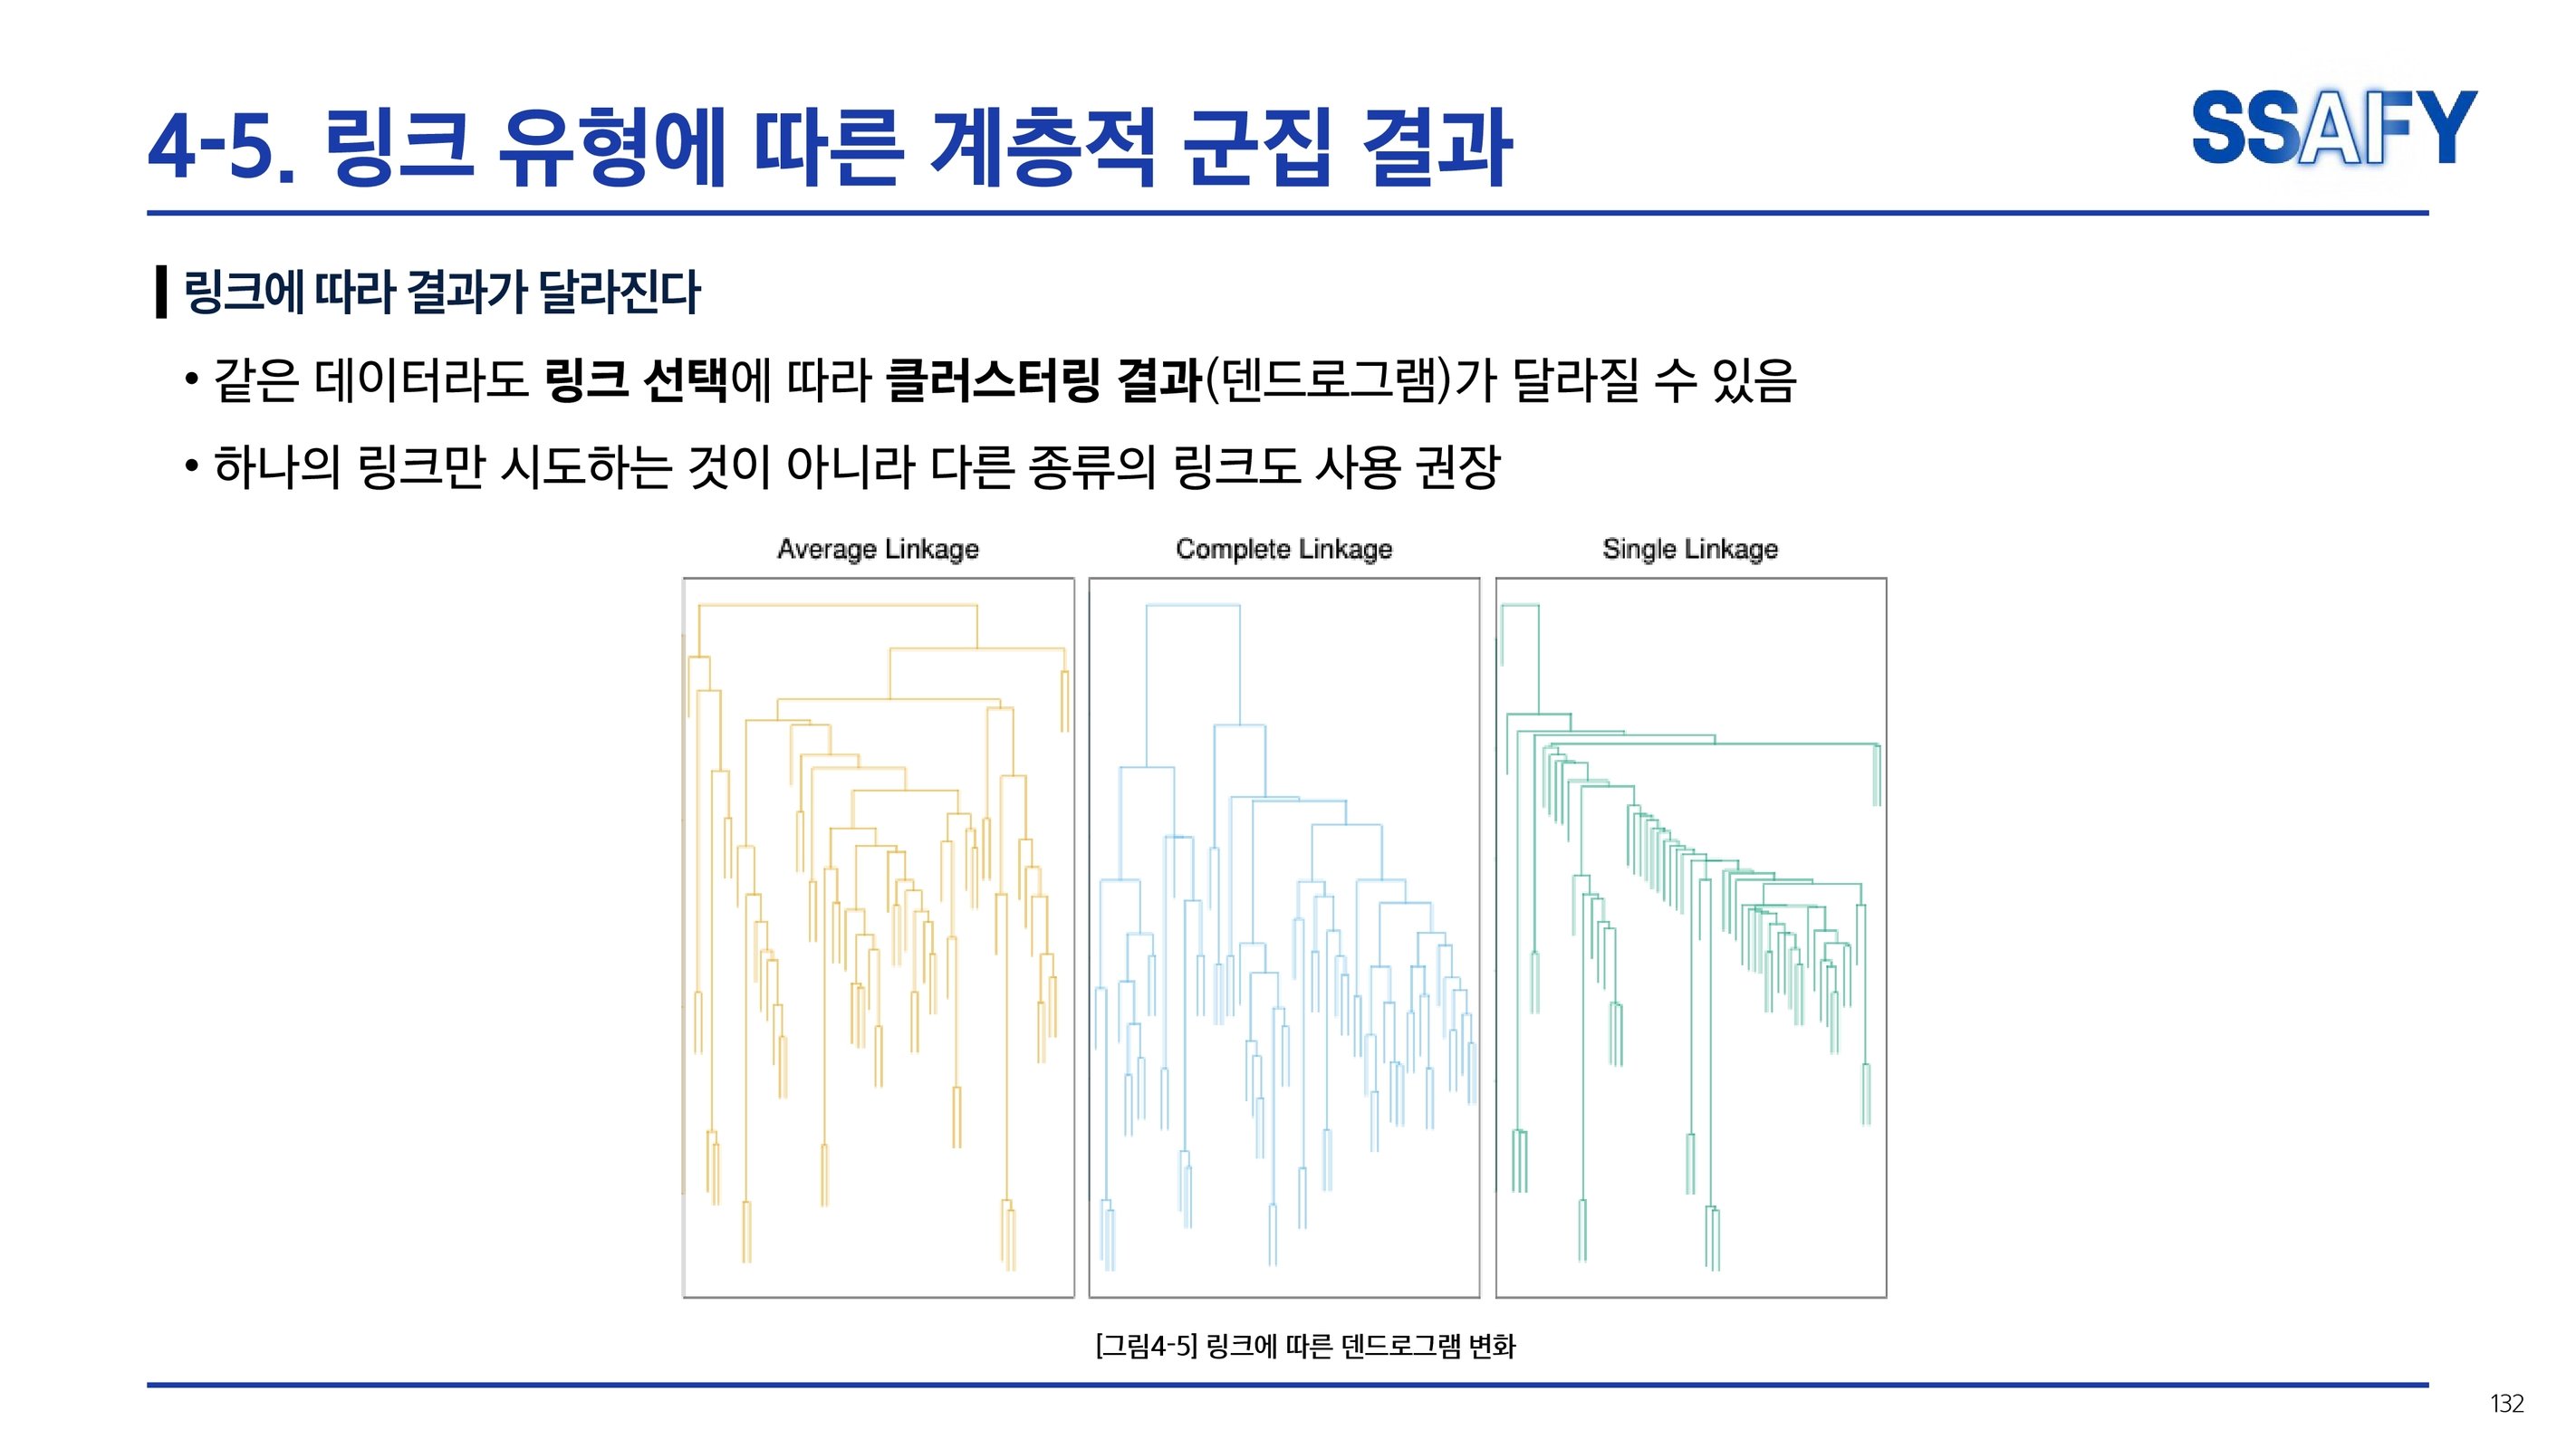 4-5. 링크 유형에 따른 계층적 군집 결과
SSAFY
링크에 따라 결과가 달라진다
• 같은 데이터라도 링크 선택에 따라 클러스터링 결과(덴드로그램)가 달라질 수 있음
• 하나의 링크만 시도하는 것이 아니라 다른 종류의 링크도 사용 권장
Average Linkage
Complete Linkage
Single Linkage
[그림4-5] 링크에 따른 덴드로그램 변화
132